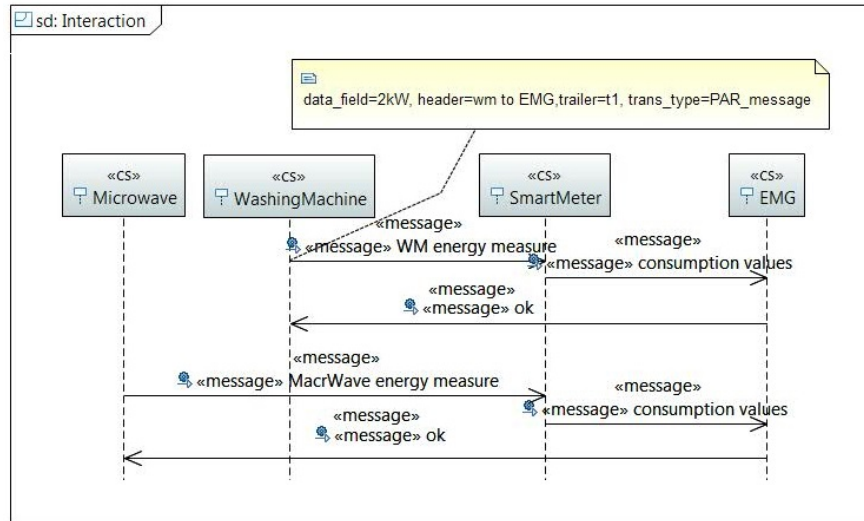 sd: Interaction
data_field=2kW, header=wm to EMG,trailer=t1, trans_type=PAR_message
«cs»
Microwave
«cs»
WashingMachine
«cs»
SmartMeter
«cs»
EMG
«message»
«message» WM energy measure
«message»
«message» consumption values
«message»
«message» ok
«message»
«message» MacrWave energy measure
«message»
«message» consumption values
«message»
«message» ok